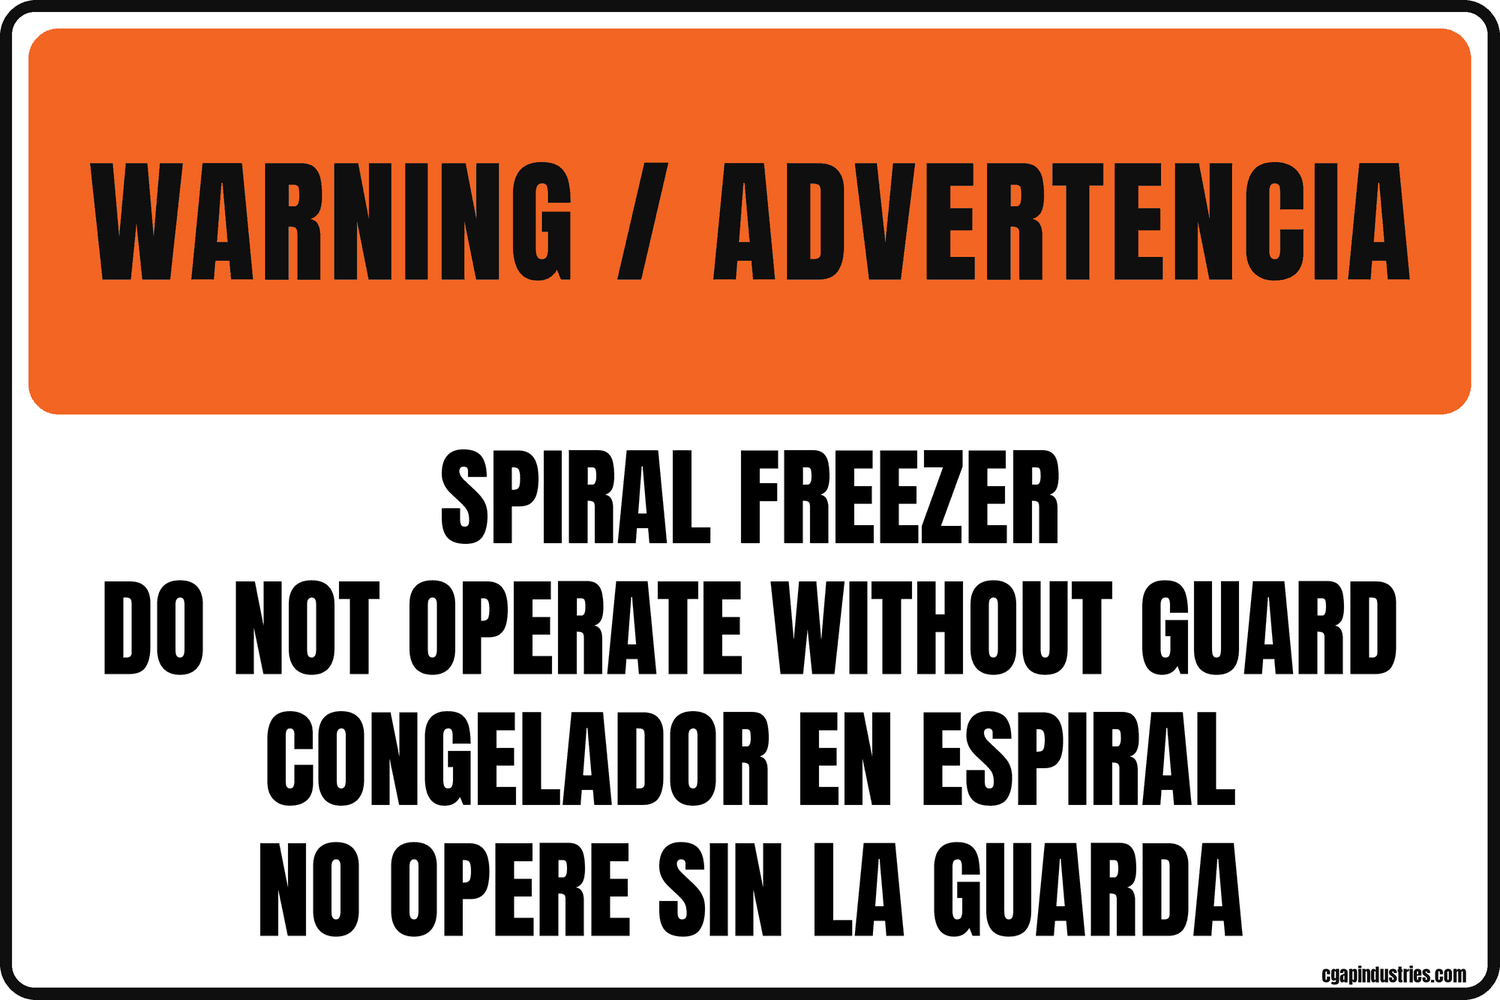 WARNING / ADVERTENCIA
SPIRAL FREEZER
DO NOT OPERATE WITHOUT GUARD
CONGELADOR EN ESPIRAL
NO OPERE SIN LA GUARDA
cgapindustries.com